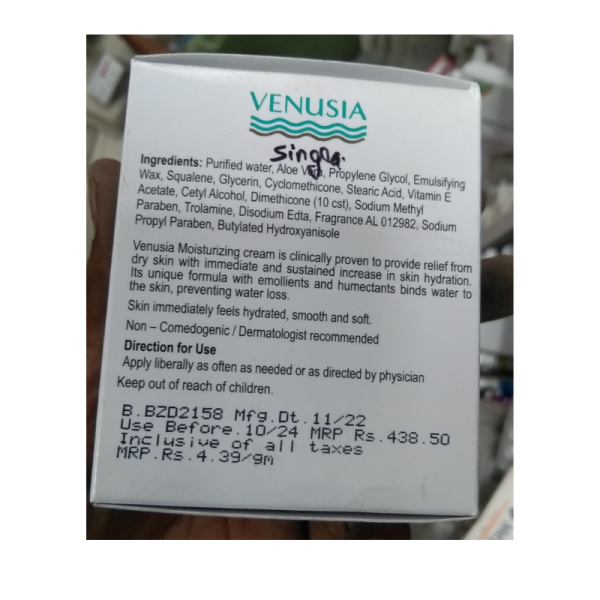 VENUSIA
Singla
Ingredients: Purified water, Aloe Vera, Propylene Glycol, Emulsifying
Wax, Squalene, Glycerin, Cyclomethicone, Stearic Acid, Vitamin E
Acetate, Cetyl Alcohol, Dimethicone (10 cst), Sodium Methyl
Paraben, Trolamine, Disodium Edta, Fragrance AL 012982, Sodium
Propyl Paraben, Butylated Hydroxyanisole
Venusia Moisturizing cream is clinically proven to provide relief from
dry skin with immediate and sustained increase in skin hydration.
Its unique formula with emollients and humectants binds water to
the skin, preventing water loss.
Skin immediately feels hydrated, smooth and soft.
Non – Comedogenic / Dermatologist recommended
Direction for Use
Apply liberally as often as needed or as directed by physician
Keep out of reach of children.
B.BZD2158 Mfg.Dt.11/22
Use Before.10/24 MRP Rs.438.50
Inclusive of all taxes
MRP.Rs.4.39/gm